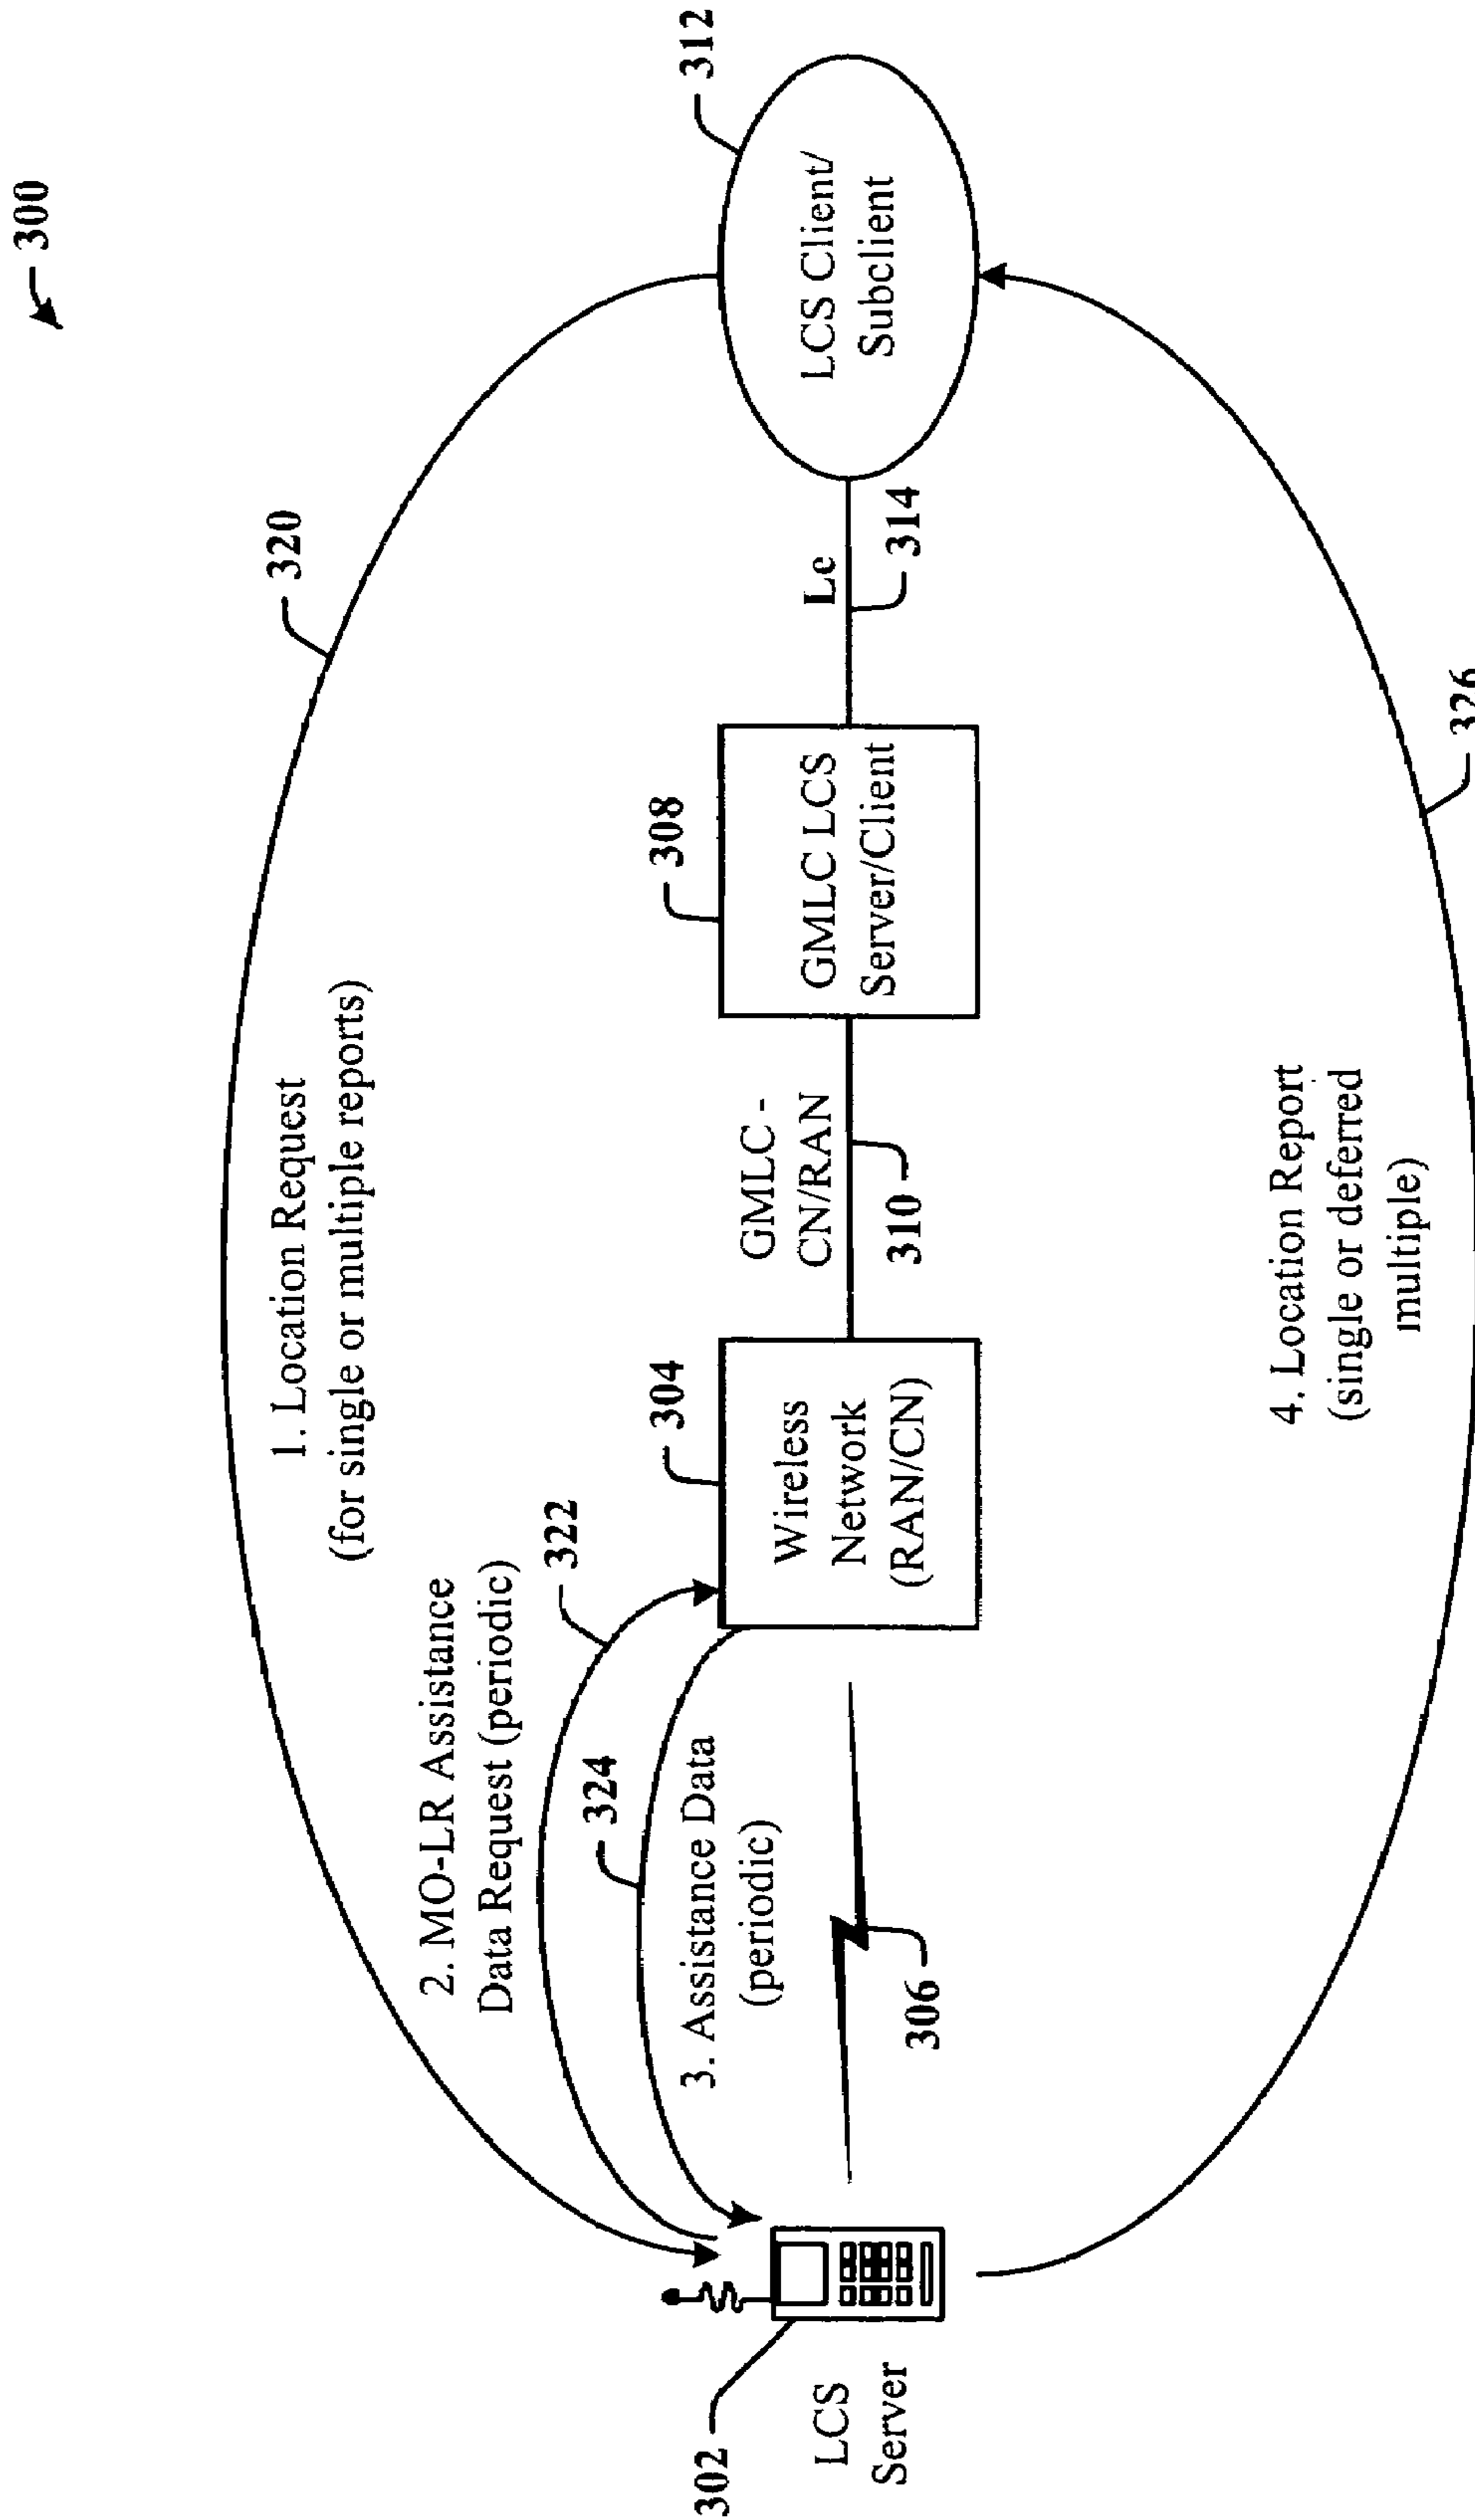 300
320
1. Location Request
(for single or multiple reports)
2. MO-LR Assistance
Data Request (periodic)
322
324
3. Assistance Data
(periodic)
302
LCS
Server
306
304
Wireless
Network
(RAN/CN)
GMLC -
CN/RAN
310
308
GMLC LCS
Server/Client
Le
314
312
LCS Client/
Subclient
4. Location Report
(single or deferred
multiple)
326